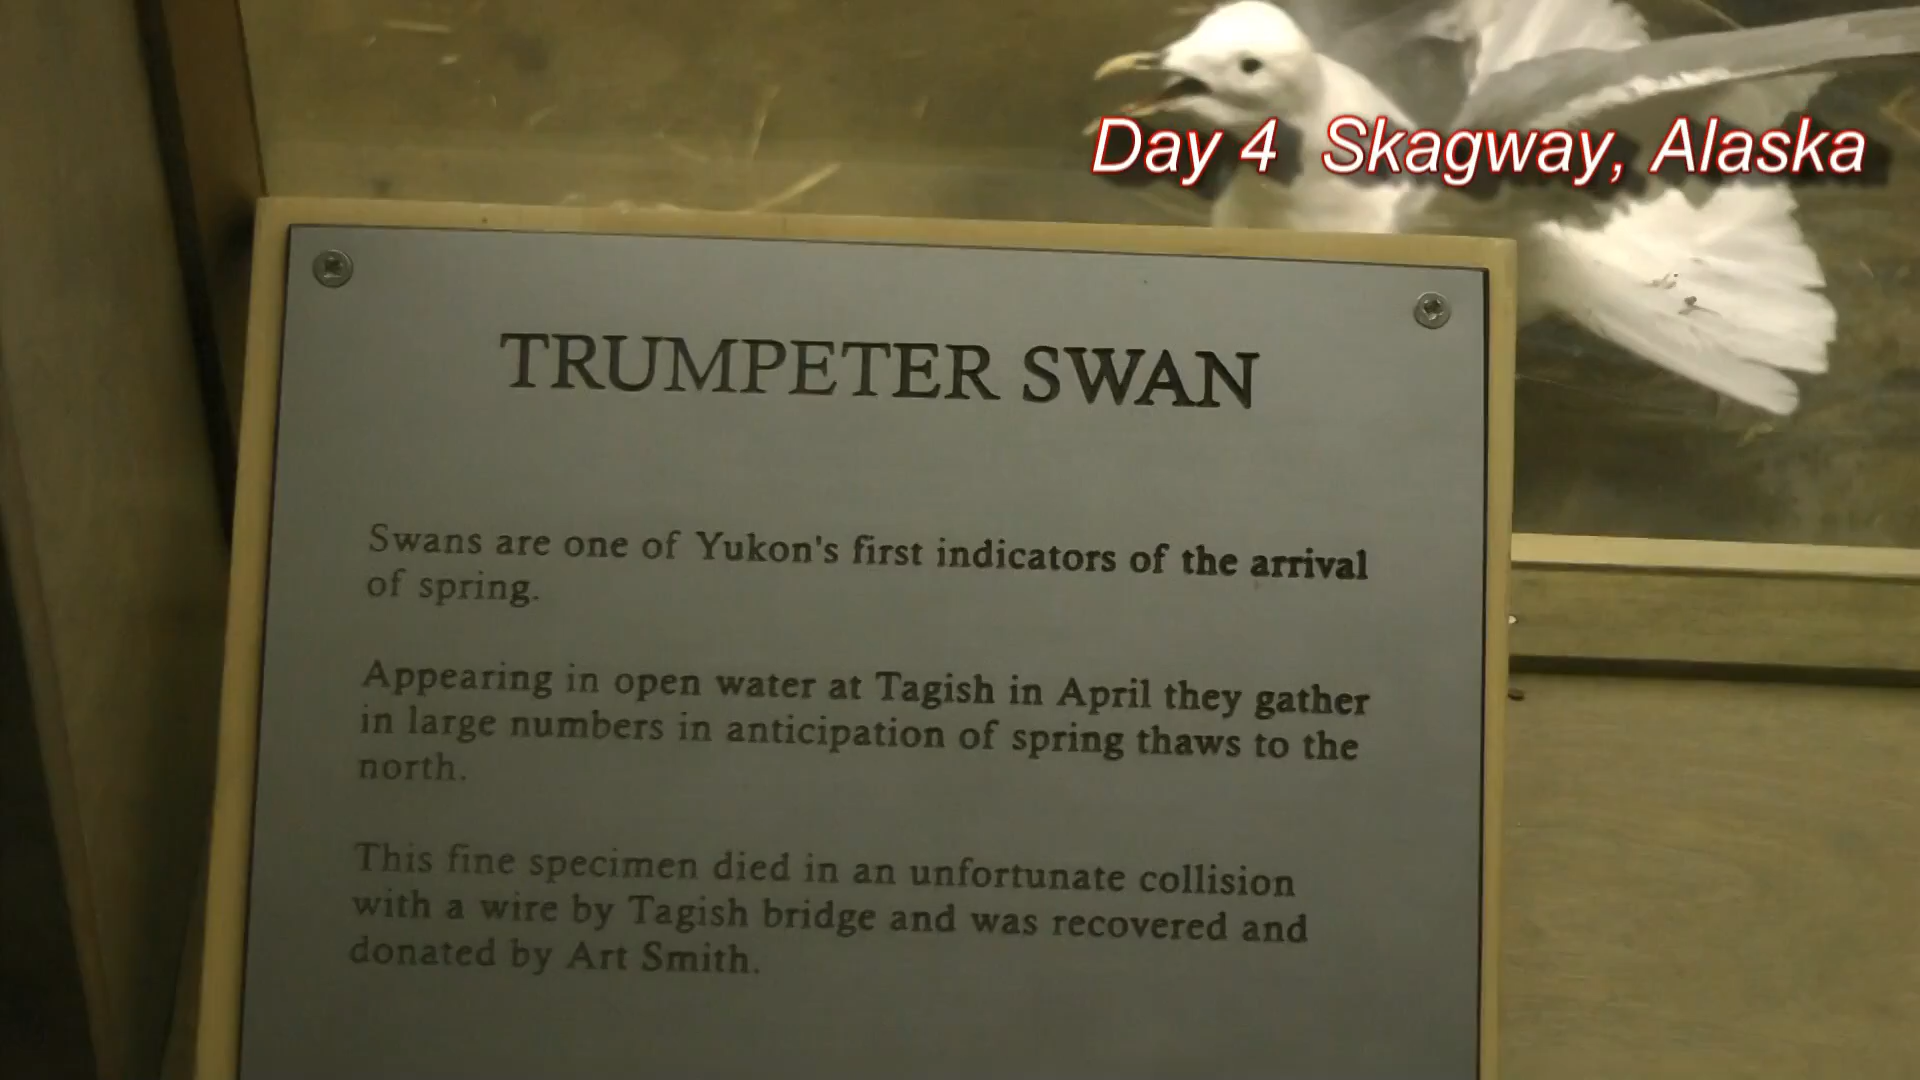 Day 4 Skagway, Alaska
TRUMPETER SWAN
Swans are one of Yukon's first indicators of the arrival
of spring.
Appearing in open water at Tagish in April they gather
in large numbers in anticipation of spring thaws to the
north.
This fine specimen died in an unfortunate collision
with a wire by Tagish bridge and was recovered and
donated by Art Smith.